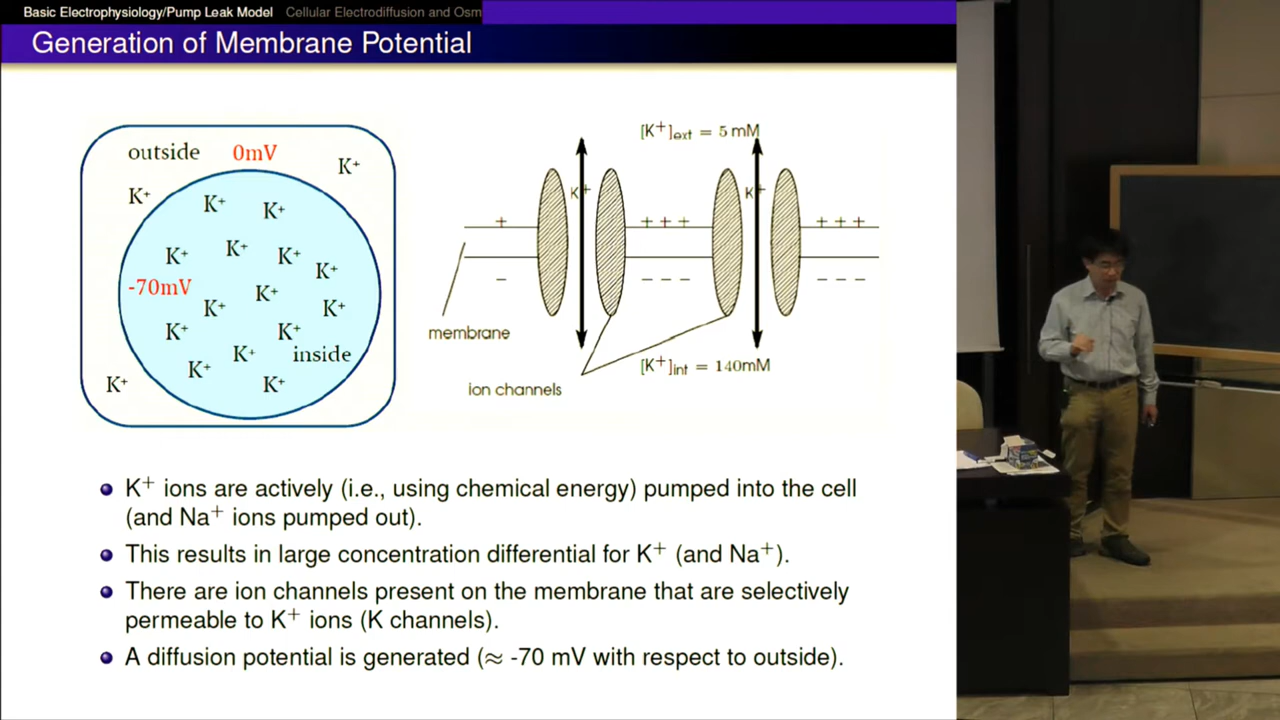 Basic Electrophysiology/Pump Leak Model Cellular Electrodiffusion and Osm
Generation of Membrane Potential
outside 0mV
K⁺
K⁺
K⁺
K⁺
K⁺
K⁺
K⁺
K⁺
-70mV
K⁺
K⁺
K⁺
K⁺
K⁺
K⁺
inside
K⁺
K⁺
K⁺
K⁺
[K⁺]ext = 5 mM
K⁺
K⁺
+
+ + +
+ + +
−
− − −
− − −
membrane
[K⁺]int = 140mM
ion channels
K⁺ ions are actively (i.e., using chemical energy) pumped into the cell
(and Na⁺ ions pumped out).
This results in large concentration differential for K⁺ (and Na⁺).
There are ion channels present on the membrane that are selectively
permeable to K⁺ ions (K channels).
A diffusion potential is generated (≈ -70 mV with respect to outside).